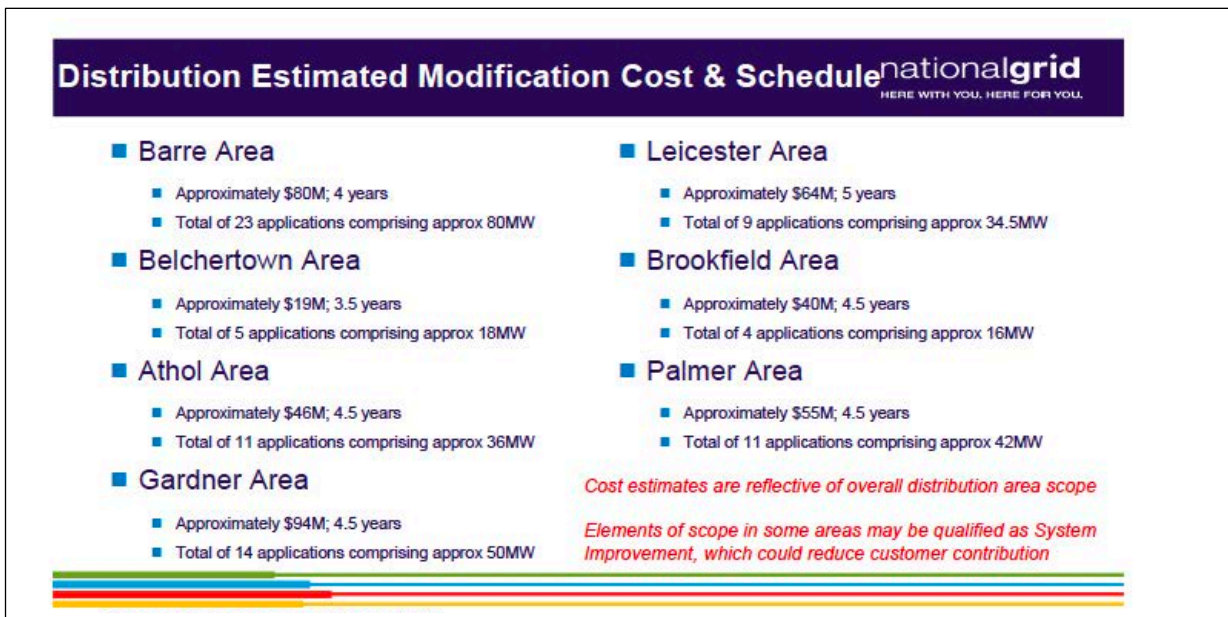 Distribution Estimated Modification Cost & Schedule
nationalgrid
HERE WITH YOU. HERE FOR YOU.
Barre Area
Approximately $80M; 4 years
Total of 23 applications comprising approx 80MW
Belchertown Area
Approximately $19M; 3.5 years
Total of 5 applications comprising approx 18MW
Athol Area
Approximately $46M; 4.5 years
Total of 11 applications comprising approx 36MW
Gardner Area
Approximately $94M; 4.5 years
Total of 14 applications comprising approx 50MW
Leicester Area
Approximately $64M; 5 years
Total of 9 applications comprising approx 34.5MW
Brookfield Area
Approximately $40M; 4.5 years
Total of 4 applications comprising approx 16MW
Palmer Area
Approximately $55M; 4.5 years
Total of 11 applications comprising approx 42MW
Cost estimates are reflective of overall distribution area scope
Elements of scope in some areas may be qualified as System
Improvement, which could reduce customer contribution